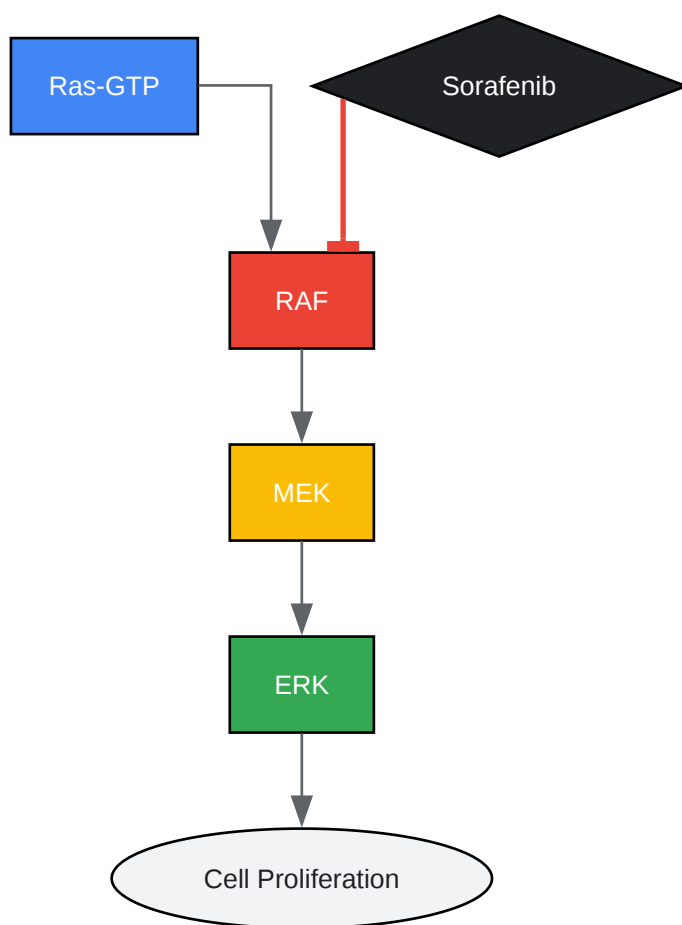 Ras-GTP
Sorafenib
RAF
MEK
ERK
Cell Proliferation